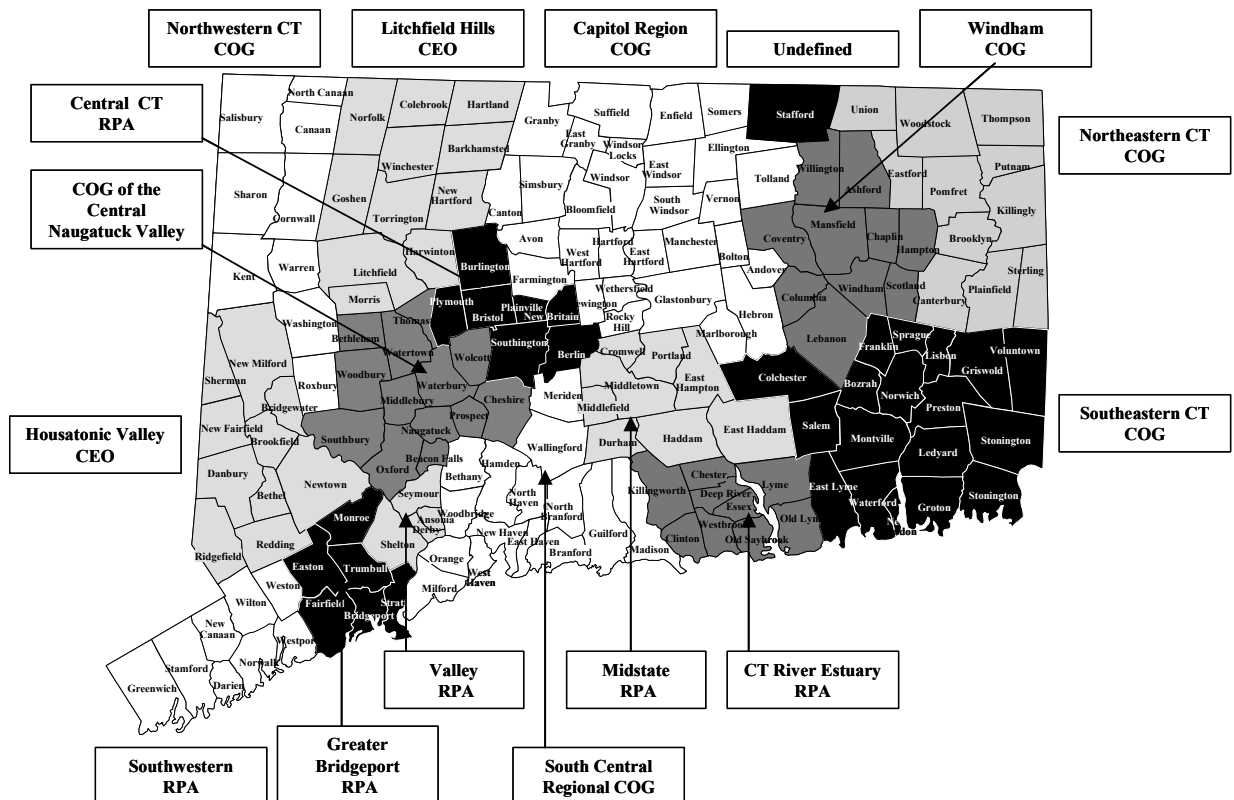 Northwestern CT
COG
Litchfield Hills
CEO
Capitol Region
COG
Undefined
Windham
COG
Central CT
RPA
COG of the
Central
Naugatuck Valley
Northeastern CT
COG
Southeastern CT
COG
Housatonic Valley
CEO
Valley
RPA
Midstate
RPA
CT River Estuary
RPA
Southwestern
RPA
Greater
Bridgeport
RPA
South Central
Regional COG
North Canaan
Salisbury
Canaan
Norfolk
Colebrook
Hartland
Granby
Suffield
Enfield
Somers
Stafford
Union
Woodstock
Thompson
East
Granby
Windsor
Locks
Ellington
Barkhamsted
Winchester
Sharon
Cornwall
Goshen
Torrington
New
Hartford
Canton
Simsbury
Bloomfield
Windsor
East
Windsor
South
Windsor
Vernon
Tolland
Willington
Ashford
Eastford
Pomfret
Putnam
Killingly
Kent
Warren
Litchfield
Harwinton
Burlington
Avon
Farmington
West
Hartford
Hartford
East
Hartford
Manchester
Bolton
Andover
Coventry
Mansfield
Chaplin
Hampton
Brooklyn
Sterling
Plainfield
Canterbury
Scotland
Windham
Columbia
Lebanon
Hebron
Marlborough
Glastonbury
Wethersfield
ewington
Rocky
Hill
New Britain
Plainville
Bristol
Plymouth
Morris
Washington
Bethlehem
Thomas
Watertown
Wolcott
Southington
Berlin
Cromwell
Portland
East
Hampton
Middletown
Middlefield
Meriden
Cheshire
Waterbury
Middlebury
Woodbury
Roxbury
New Milford
Sherman
Bridgewater
New Fairfield
Brookfield
Southbury
Naugatuck
Prospect
Beacon Falls
Oxford
Danbury
Bethel
Newtown
Seymour
Bethany
Hamden
Wallingford
Durham
Haddam
East Haddam
Colchester
Salem
Bozrah
Franklin
Sprague
Lisbon
Griswold
Voluntown
Norwich
Preston
Montville
Ledyard
Stonington
Stonington
Groton
Waterford
East Lyme
Lyme
Old Lym
Chester
Deep River
Essex
Westbrook
Old Saybrook
Clinton
Killingworth
Madison
Guilford
North
Branford
Branford
North
Haven
East Haven
New Haven
Woodbridge
Ansonia
Derby
Shelton
Orange
West
Haven
Milford
Monroe
Trumbull
Easton
Fairfield
Bridgeport
Strat
Redding
Ridgefield
Weston
Wilton
New
Canaan
Westpor
Norwalk
Darien
Stamford
Greenwich